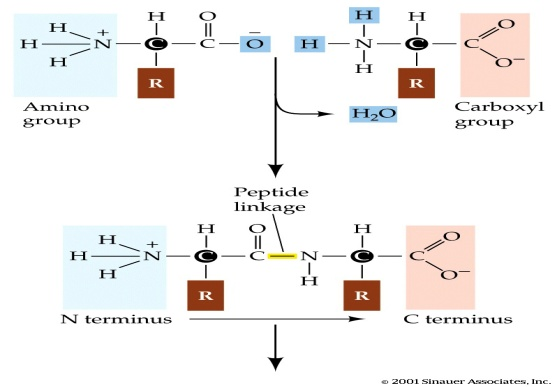 H
O
H
H
H
H
+
N
C
C
O
−
H
N
C
C
O
O−
H
R
H
R
Amino
group
H₂O
Carboxyl
group
Peptide
linkage
H
O
H
O
H
H
H
+
N
C
C
N
C
C
O−
R
H
R
N terminus
C terminus
© 2001 Sinauer Associates, Inc.